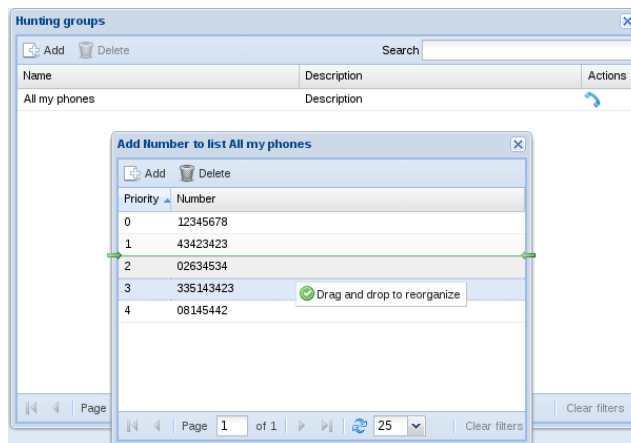 Hunting groups
Add Delete Search
Name Description Actions
All my phones Description
Add Number to list All my phones
Add Delete
Priority Number
0 12345678
1 43423423
2 02634534
3 335143423
Drag and drop to reorganize
4 08145442
Page Clear filters
Page 1 of 1 25 Clear filters